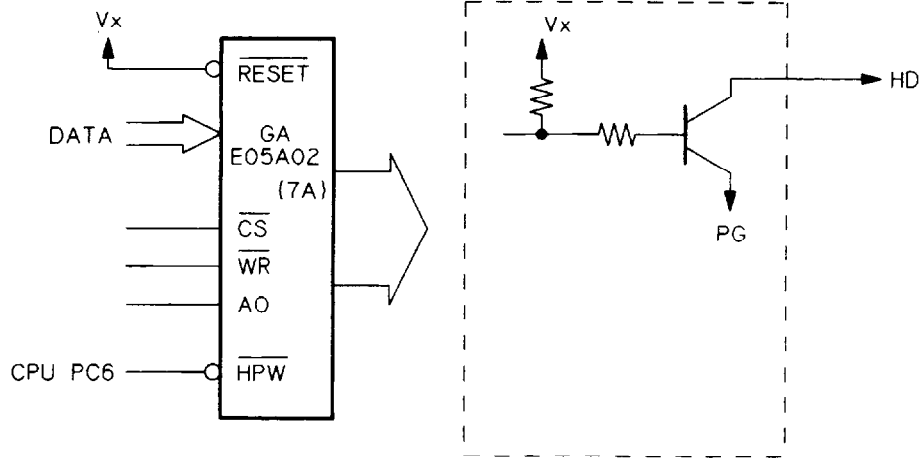 Vx
RESET
DATA
GA
E05A02
(7A)
CS
WR
AO
CPU PC6
HPW
Vx
HD
PG